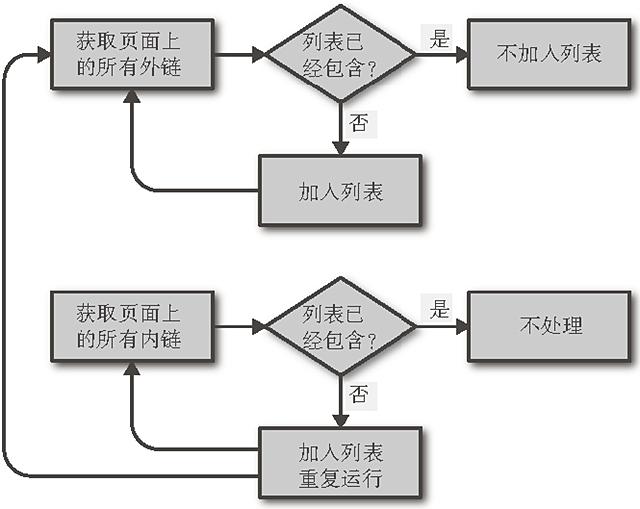 获取页面上
的所有外链
列表已
经包含?
是
不加入列表
否
加入列表
获取页面上
的所有内链
列表已
经包含?
是
不处理
否
加入列表
重复运行